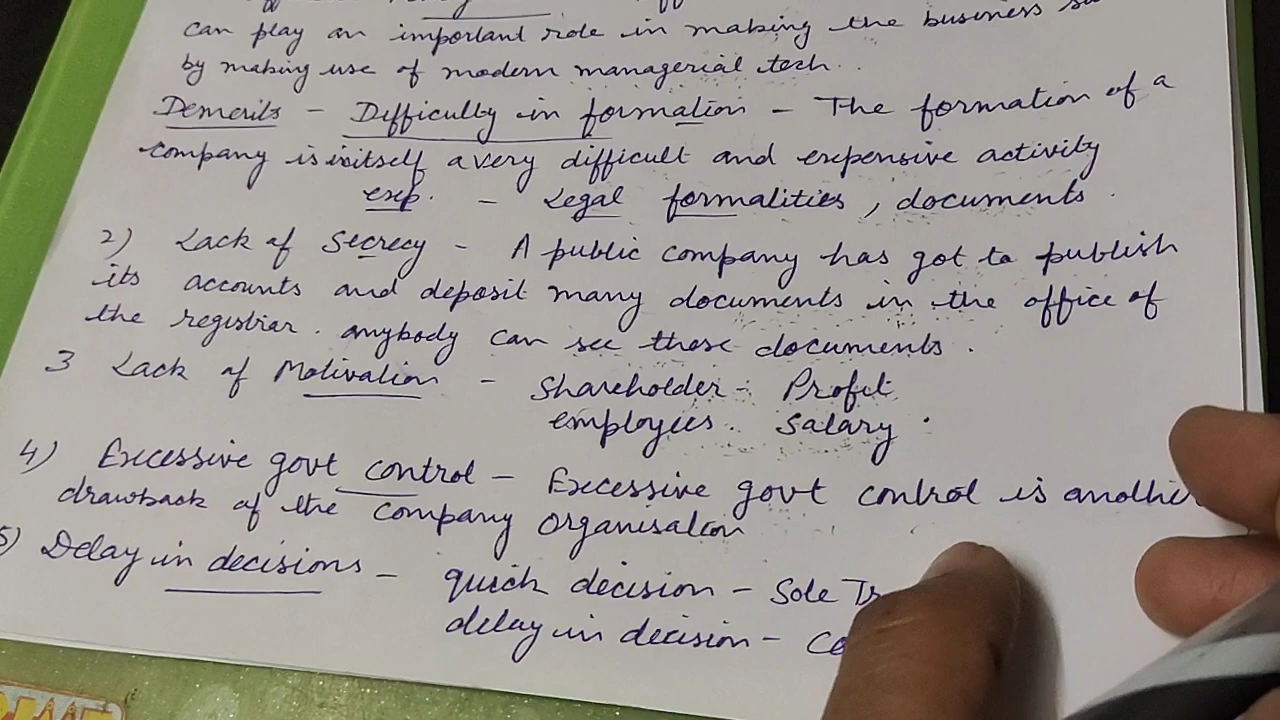 can play an important role in making the business
by making use of modern managerial tech.
Demerits - Difficulty in formation - The formation of a
company is initself a very difficult and expensive activity
exp. - Legal formalities, documents.
2) Lack of Secrecy - A public company has got to publish
its accounts and deposit many documents in the office of
the registrar. anybody can see these documents.
3 Lack of Motivation - Shareholder - Profit
employees. Salary.
4) Excessive govt control - Excessive govt control is another
drawback of the company organisation
5) Delay in decisions - quick decision - Sole Tr
delay in decision - Co